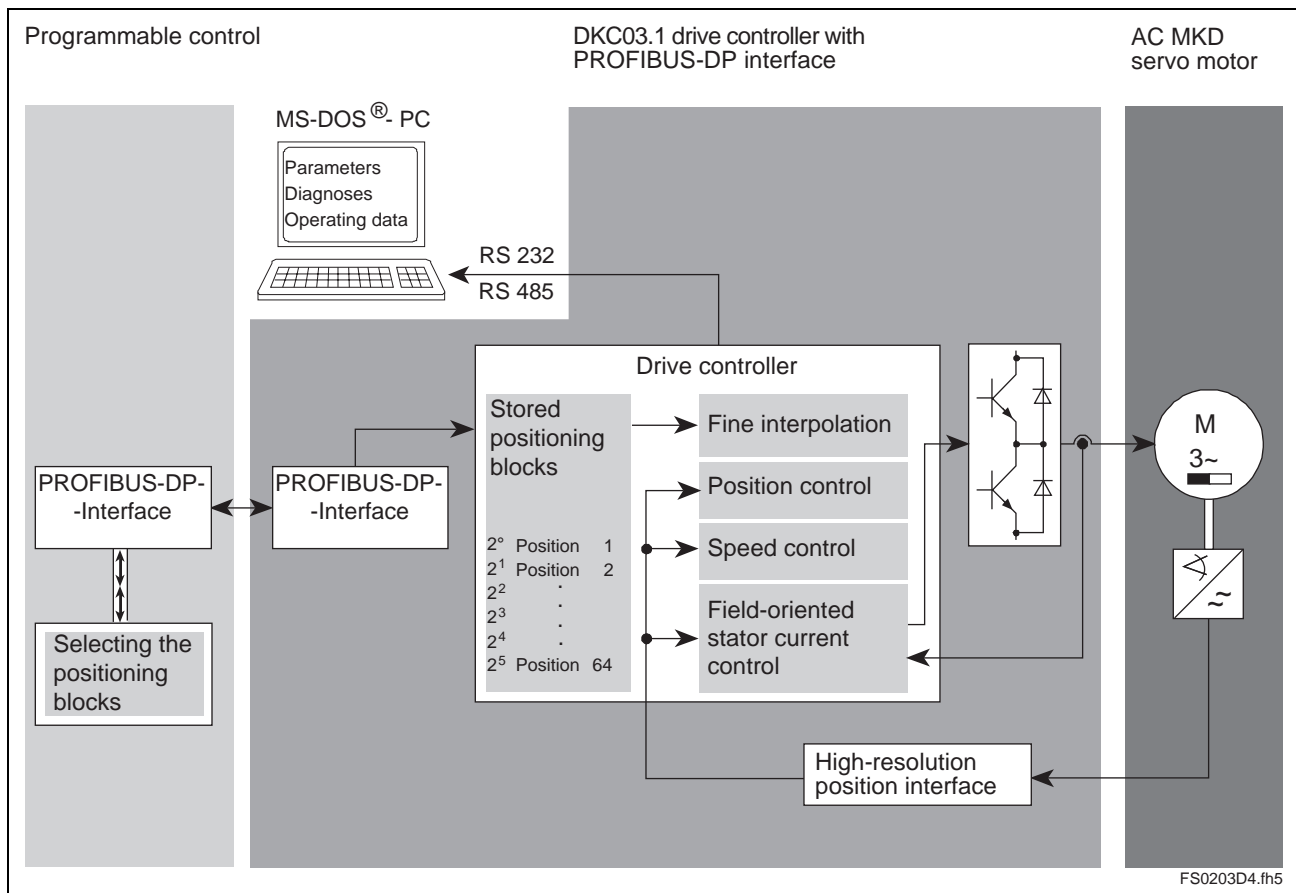 Programmable control
DKC03.1 drive controller with
PROFIBUS-DP interface
AC MKD
servo motor
MS-DOS ®- PC
Parameters
Diagnoses
Operating data
RS 232
RS 485
Drive controller
Stored
positioning
blocks
2° Position 1
2¹ Position 2
2² .
2³ .
2⁴ .
2⁵ Position 64
Fine interpolation
Position control
Speed control
Field-oriented
stator current
control
M
3~
PROFIBUS-DP-
-Interface
PROFIBUS-DP-
-Interface
Selecting the
positioning
blocks
High-resolution
position interface
FS0203D4.fh5